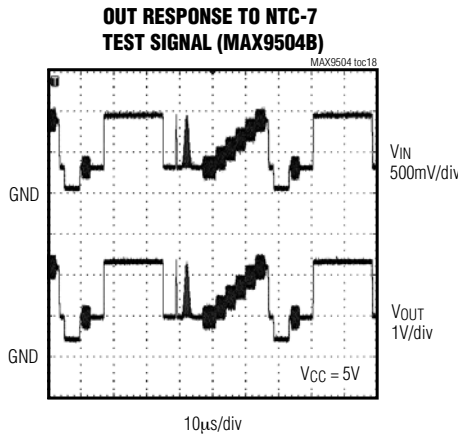 OUT RESPONSE TO NTC-7
TEST SIGNAL (MAX9504B)
MAX9504 toc18
VIN
500mV/div
GND
VOUT
1V/div
GND
VCC = 5V
10μs/div